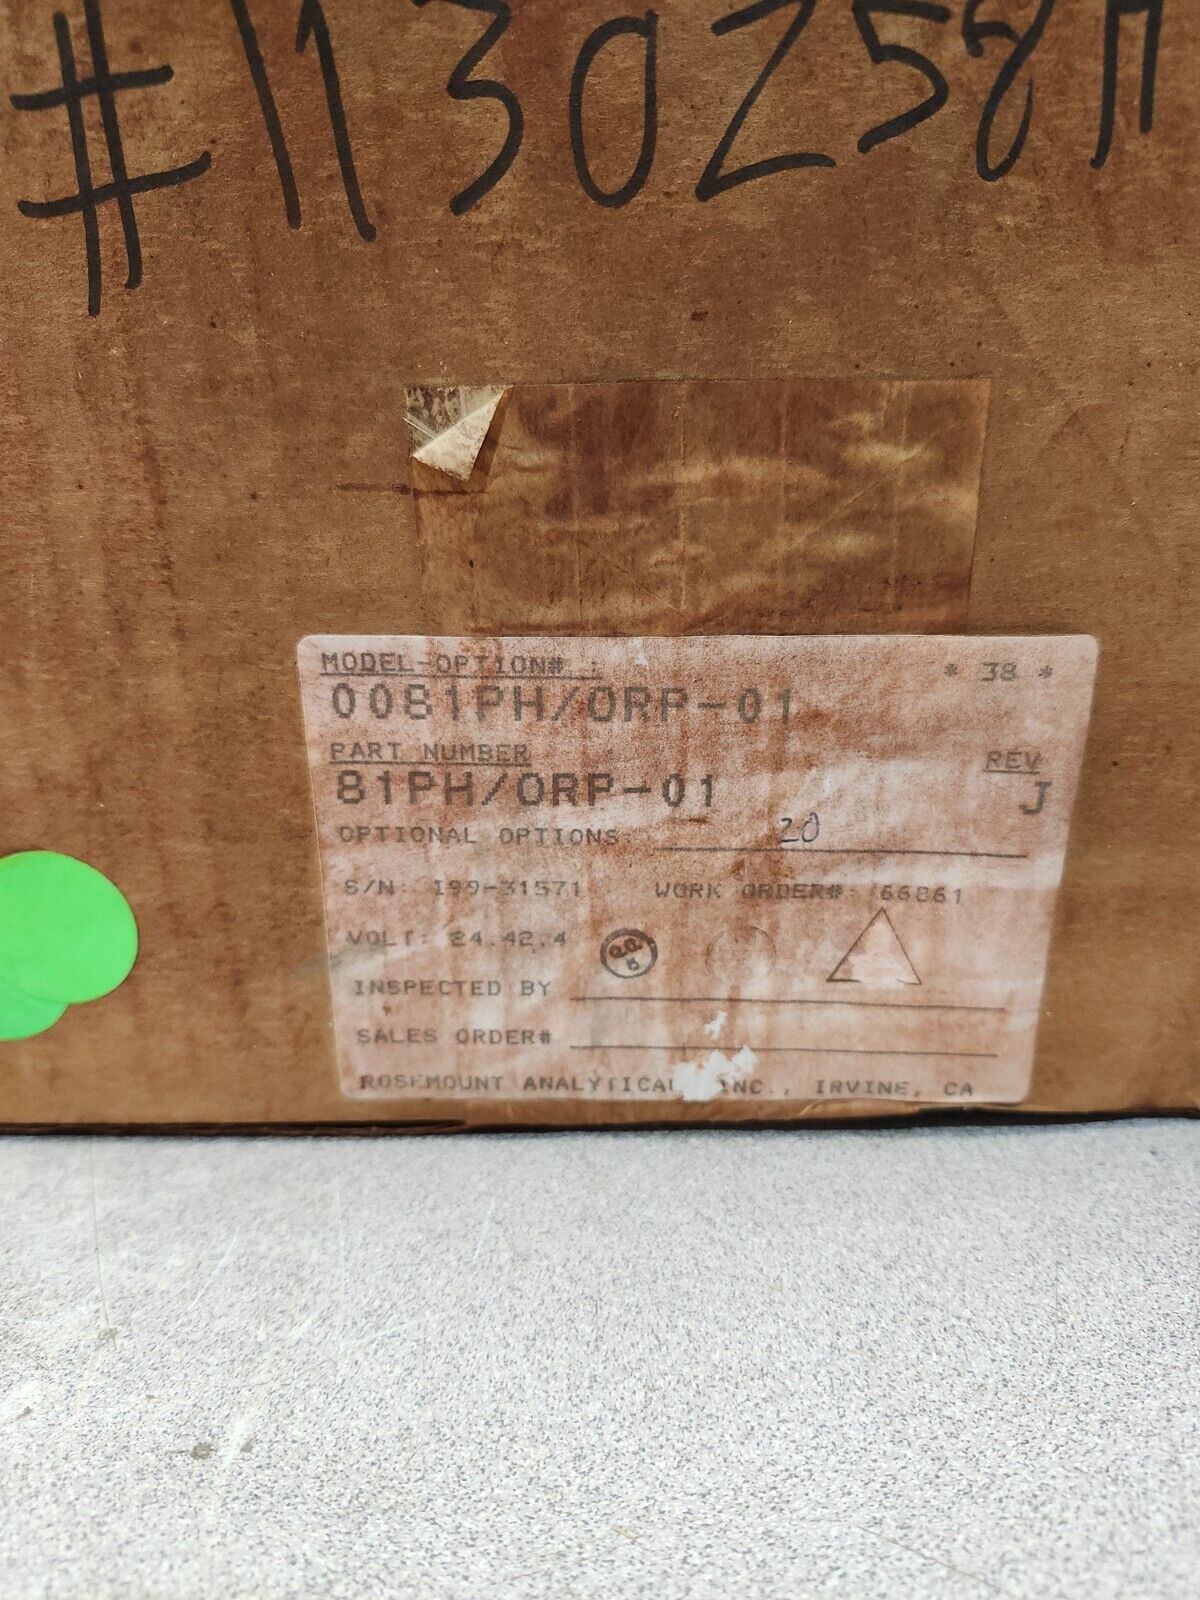 #1130258
MODEL-OPTION# : * 38 *
0081PH/ORP-01
PART NUMBER REV
81PH/ORP-01 J
OPTIONAL OPTIONS: 20
S/N: I99-31571 WORK ORDER#: 66861
VOLT: 24.42.4 Q.C. 5
INSPECTED BY
SALES ORDER#
ROSEMOUNT ANALYTICAL INC., IRVINE, CA